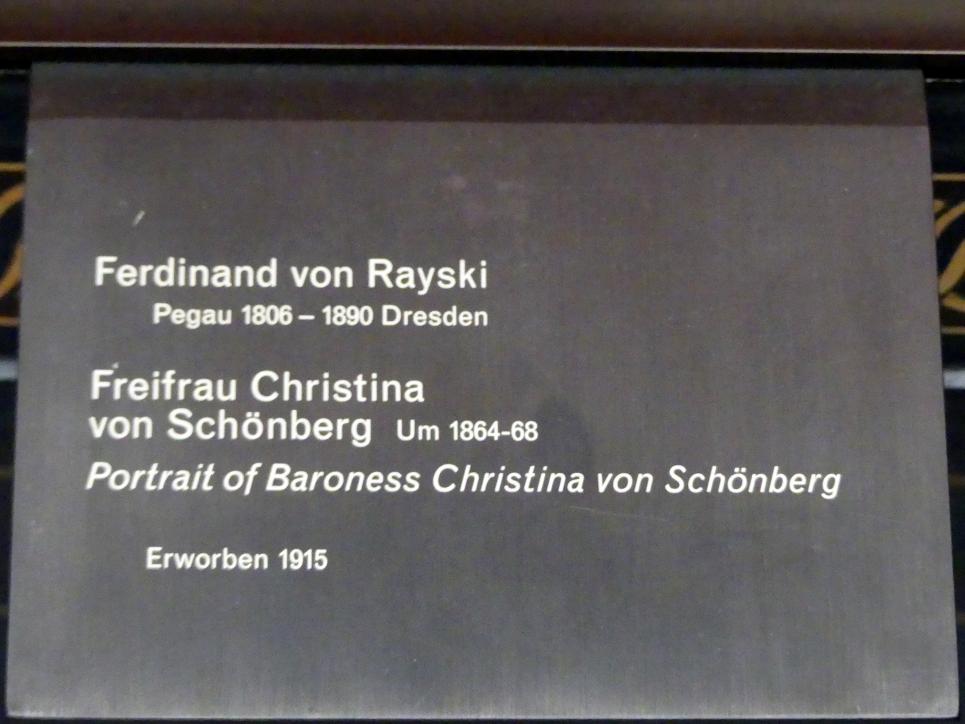 Ferdinand von Rayski
Pegau 1806 – 1890 Dresden
Freifrau Christina
von Schönberg Um 1864-68
Portrait of Baroness Christina von Schönberg
Erworben 1915